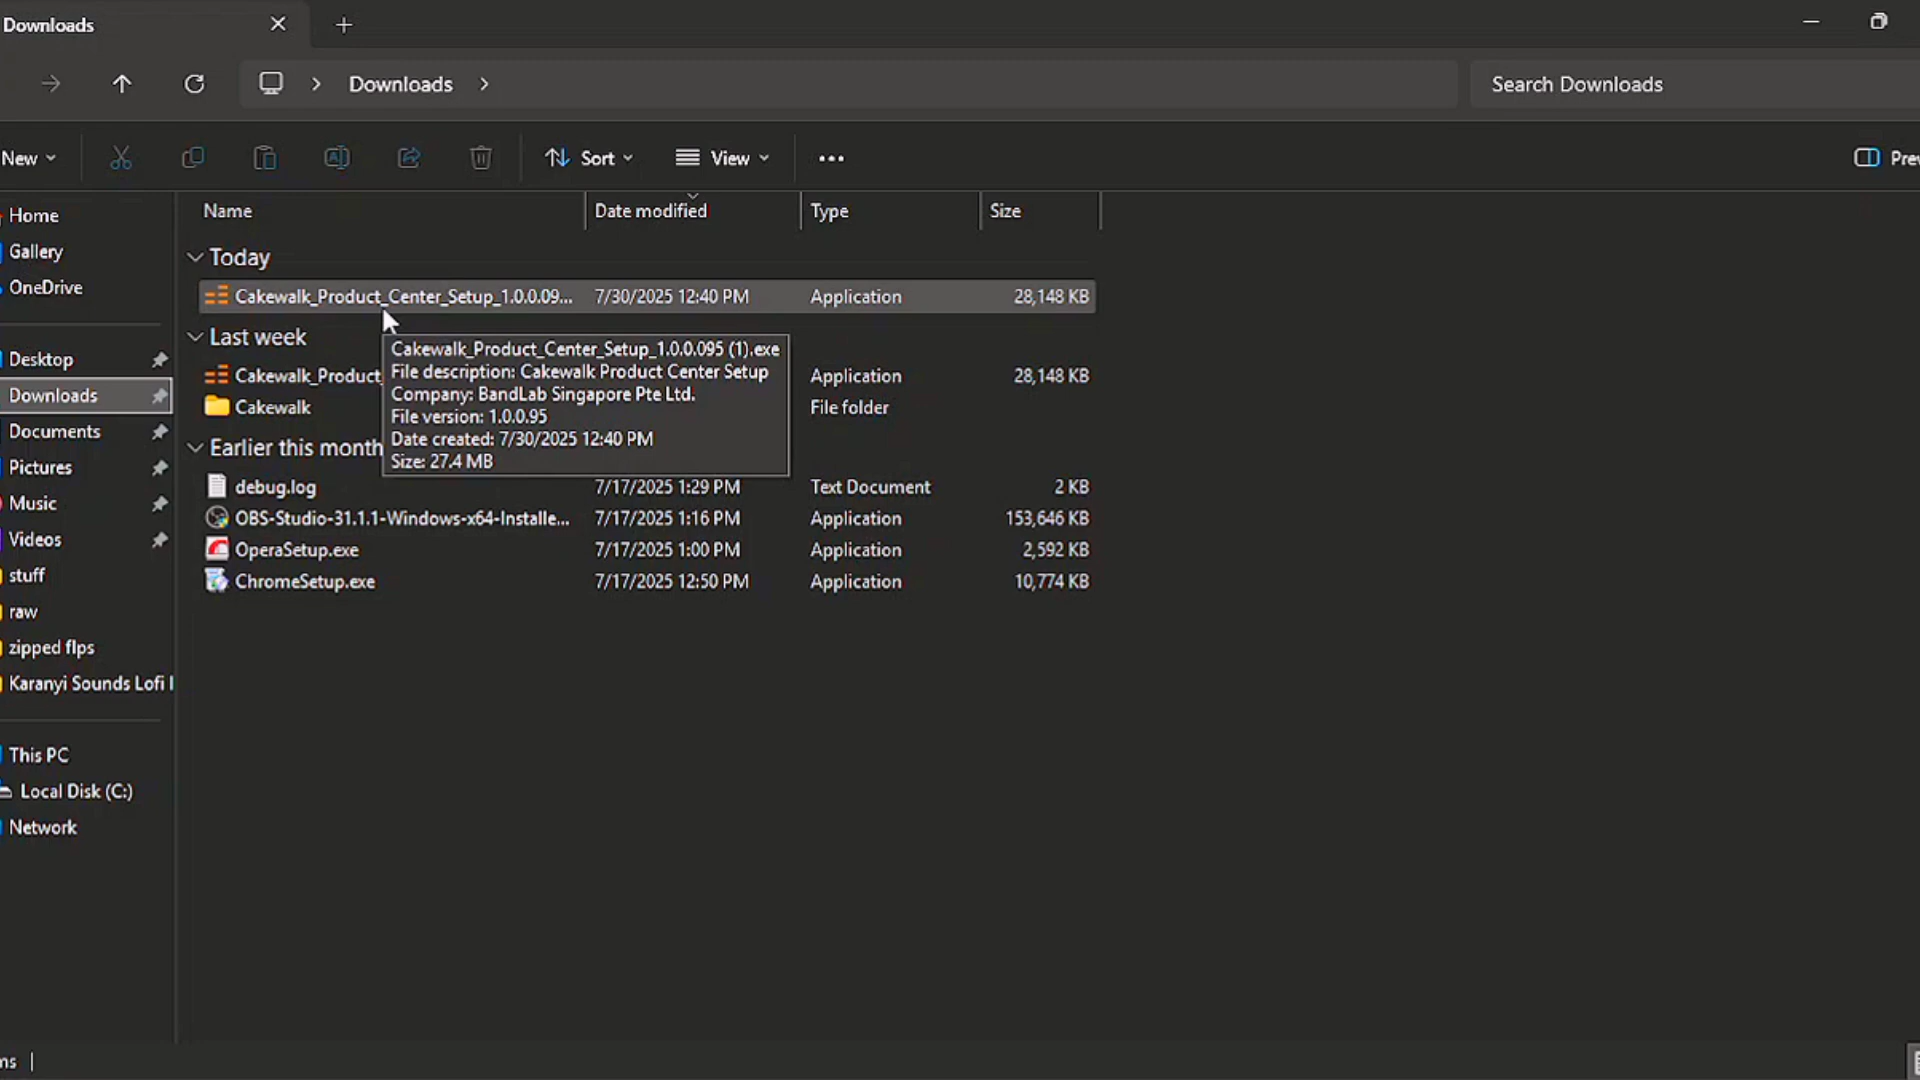 Downloads
Downloads
Search Downloads
New
Sort
View
Name
Date modified
Type
Size
Home
Gallery
OneDrive
Desktop
Downloads
Documents
Pictures
Music
Videos
stuff
raw
zipped flps
Karanyi Sounds Lofi
This PC
Local Disk (C:)
Network
Today
Cakewalk_Product_Center_Setup_1.0.0.09... 7/30/2025 12:40 PM Application 28,148 KB
Last week
Cakewalk_Product Application 28,148 KB
Cakewalk File folder
Cakewalk_Product_Center_Setup_1.0.0.095 (1).exe
File description: Cakewalk Product Center Setup
Company: BandLab Singapore Pte Ltd.
File version: 1.0.0.95
Date created: 7/30/2025 12:40 PM
Size: 27.4 MB
Earlier this month
debug.log 7/17/2025 1:29 PM Text Document 2 KB
OBS-Studio-31.1.1-Windows-x64-Installe... 7/17/2025 1:16 PM Application 153,646 KB
OperaSetup.exe 7/17/2025 1:00 PM Application 2,592 KB
ChromeSetup.exe 7/17/2025 12:50 PM Application 10,774 KB